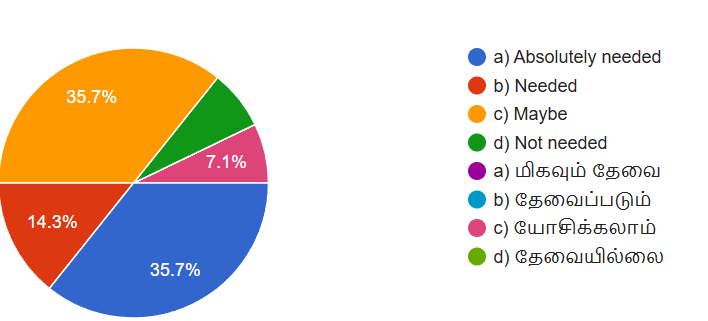 35.7%
7.1%
14.3%
35.7%
a) Absolutely needed
b) Needed
c) Maybe
d) Not needed
a) மிகவும் தேவை
b) தேவைப்படும்
c) யோசிக்கலாம்
d) தேவையில்லை